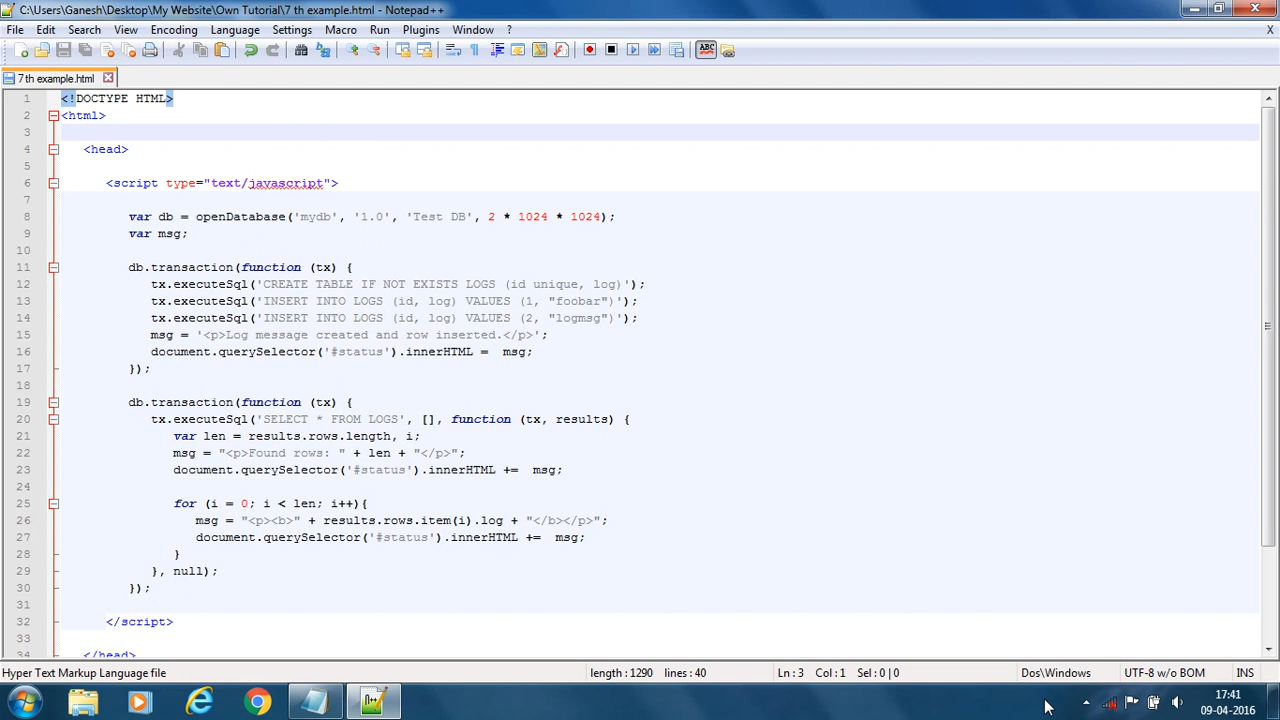 C:\Users\Ganesh\Desktop\My Website\Own Tutorial\7 th example.html - Notepad++
File Edit Search View Encoding Language Settings Macro Run Plugins Window ? X
ABC
7 th example.html
1 <!DOCTYPE HTML>
2 <html>
3
4 <head>
5
6 <script type="text/javascript">
7
8 var db = openDatabase('mydb', '1.0', 'Test DB', 2 * 1024 * 1024);
9 var msg;
10
11 db.transaction(function (tx) {
12 tx.executeSql('CREATE TABLE IF NOT EXISTS LOGS (id unique, log)');
13 tx.executeSql('INSERT INTO LOGS (id, log) VALUES (1, "foobar")');
14 tx.executeSql('INSERT INTO LOGS (id, log) VALUES (2, "logmsg")');
15 msg = '<p>Log message created and row inserted.</p>';
16 document.querySelector('#status').innerHTML =  msg;
17 });
18
19 db.transaction(function (tx) {
20 tx.executeSql('SELECT * FROM LOGS', [], function (tx, results) {
21 var len = results.rows.length, i;
22 msg = "<p>Found rows: " + len + "</p>";
23 document.querySelector('#status').innerHTML +=  msg;
24
25 for (i = 0; i < len; i++){
26 msg = "<p><b>" + results.rows.item(i).log + "</b></p>";
27 document.querySelector('#status').innerHTML +=  msg;
28 }
29 }, null);
30 });
31
32 </script>
33
34 </head>
Hyper Text Markup Language file length : 1290 lines : 40 Ln : 3 Col : 1 Sel : 0 | 0 Dos\Windows UTF-8 w/o BOM INS
17:41
09-04-2016